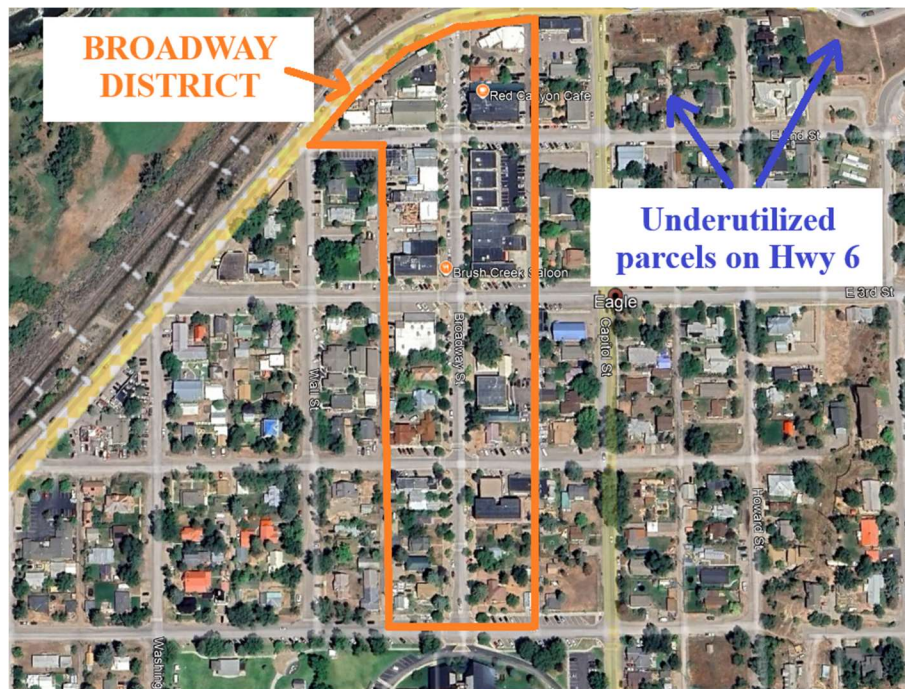 BROADWAY
DISTRICT
Red Canyon Cafe
E 2nd St
Underutilized
parcels on Hwy 6
Brush Creek Saloon
E 3rd St
Eagle
Broadway St
Capitol St
Wall St
Howard St
Washing